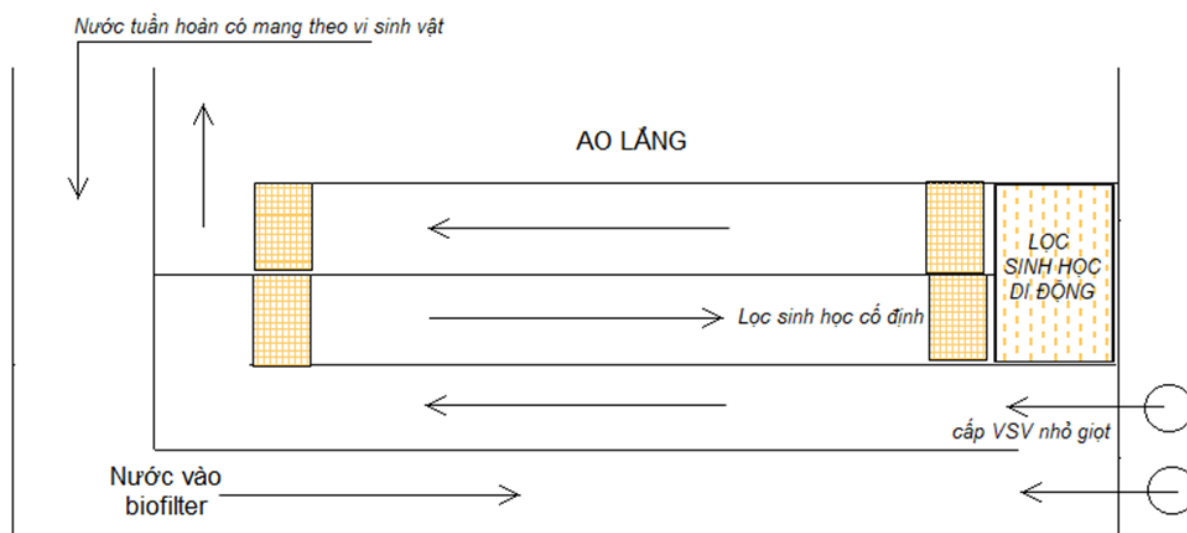 Nước tuần hoàn có mang theo vi sinh vật
AO LẮNG
LỌC
SINH HỌC
DI ĐỘNG
Lọc sinh học cố định
cấp VSV nhỏ giọt
Nước vào
biofilter